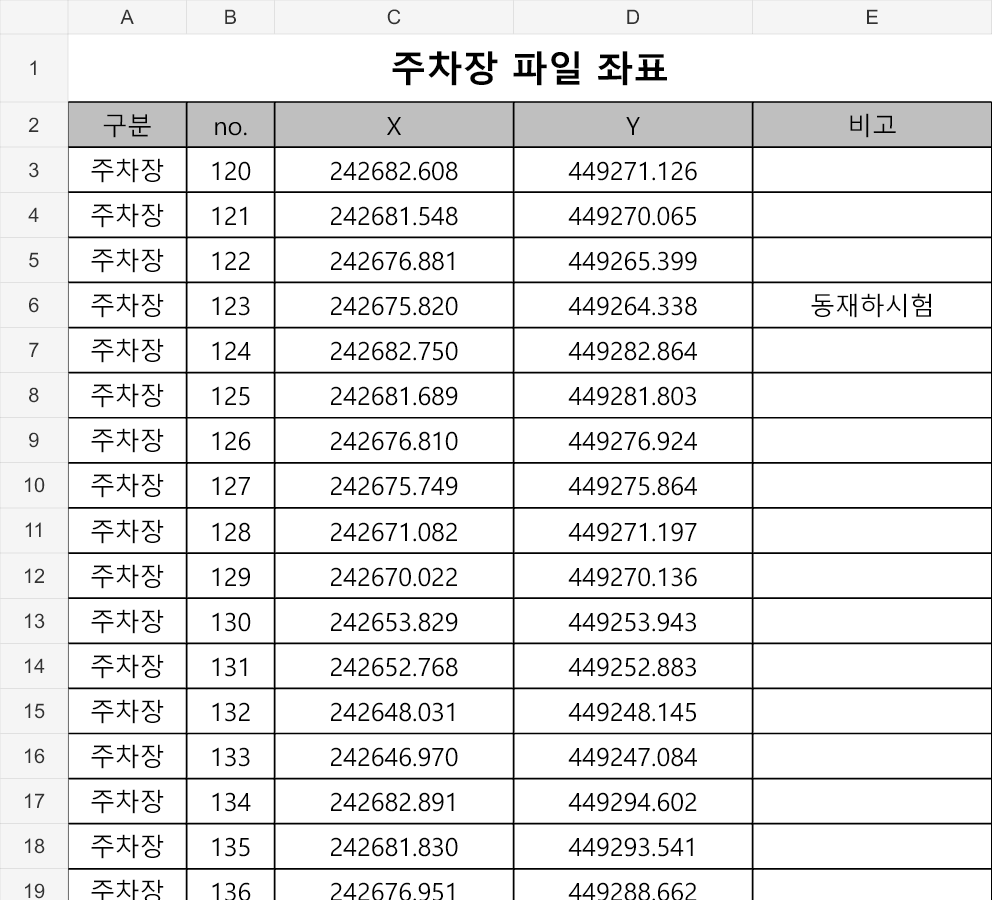 A B C D E
1 주차장 파일 좌표
2 구분 no. X Y 비고
3 주차장 120 242682.608 449271.126
4 주차장 121 242681.548 449270.065
5 주차장 122 242676.881 449265.399
6 주차장 123 242675.820 449264.338 동재하시험
7 주차장 124 242682.750 449282.864
8 주차장 125 242681.689 449281.803
9 주차장 126 242676.810 449276.924
10 주차장 127 242675.749 449275.864
11 주차장 128 242671.082 449271.197
12 주차장 129 242670.022 449270.136
13 주차장 130 242653.829 449253.943
14 주차장 131 242652.768 449252.883
15 주차장 132 242648.031 449248.145
16 주차장 133 242646.970 449247.084
17 주차장 134 242682.891 449294.602
18 주차장 135 242681.830 449293.541
19 주차장 136 242676.951 449288.662